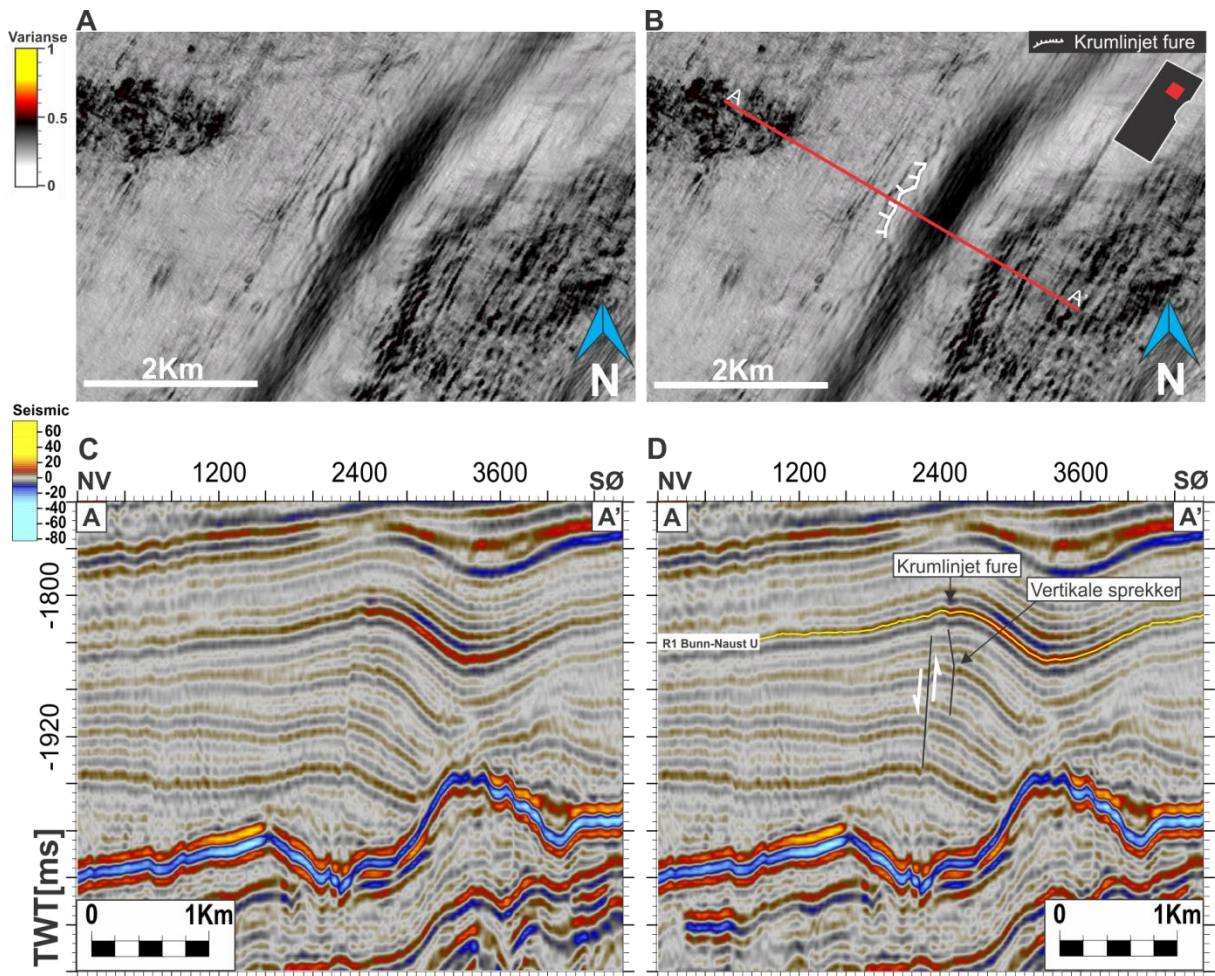 A
Varianse
1
0.5
0
2Km
N
B
Krumlinjet fure
A
A'
2Km
N
Seismic
60
40
20
0
-20
-40
-60
-80
C
1200 2400 3600
NV SØ
A A'
-1800
-1920
TWT[ms]
0 1Km
D
1200 2400 3600
NV SØ
A A'
Krumlinjet fure
Vertikale sprekker
R1 Bunn-Naust U
0 1Km